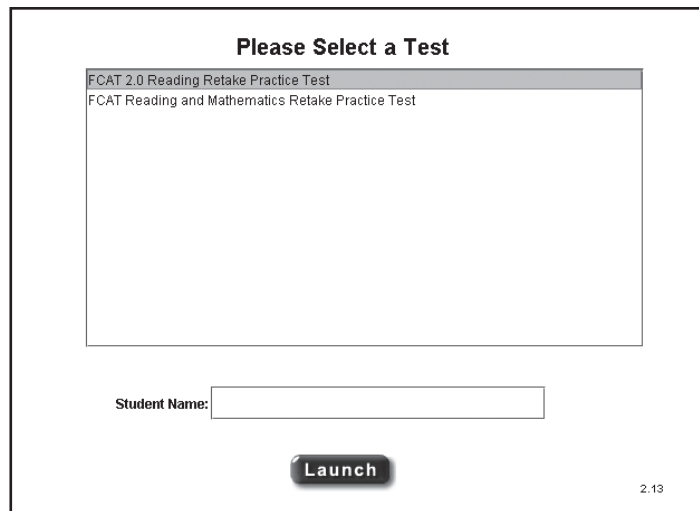 Please Select a Test
FCAT 2.0 Reading Retake Practice Test
FCAT Reading and Mathematics Retake Practice Test
Student Name:
Launch
2.13